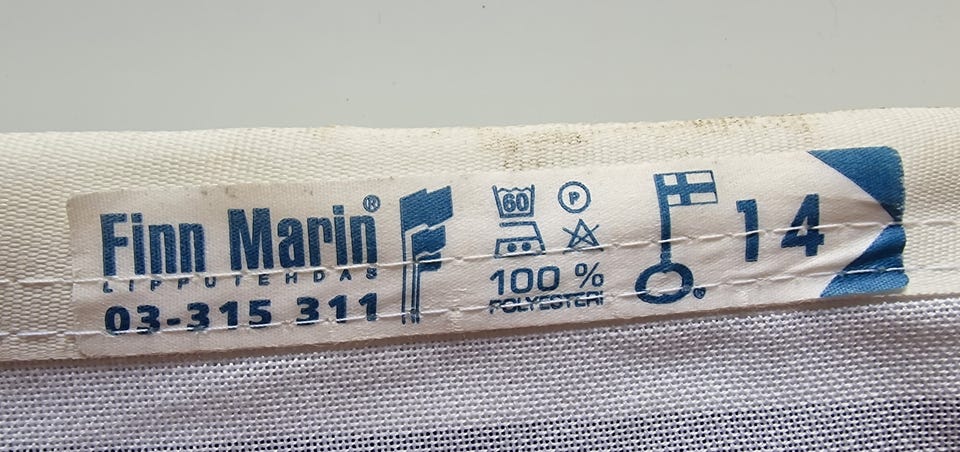 Finn Marin®
LIPPUTEHDAS
03-315 311
60 P
100 %
POLYESTERI
®
14